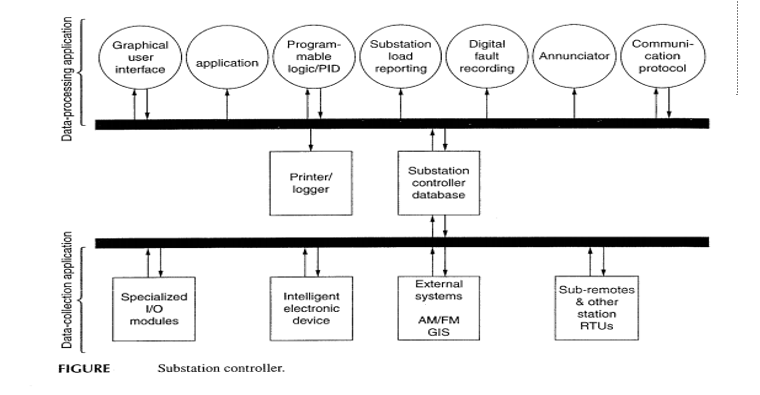 Data-processing application
Graphical
user
interface
application
Program-
mable
logic/PID
Substation
load
reporting
Digital
fault
recording
Annunciator
Communi-
cation
protocol
Printer/
logger
Substation
controller
database
Data-collection application
Specialized
I/O
modules
Intelligent
electronic
device
External
systems
AM/FM
GIS
Sub-remotes
& other
station
RTUs
FIGURE Substation controller.